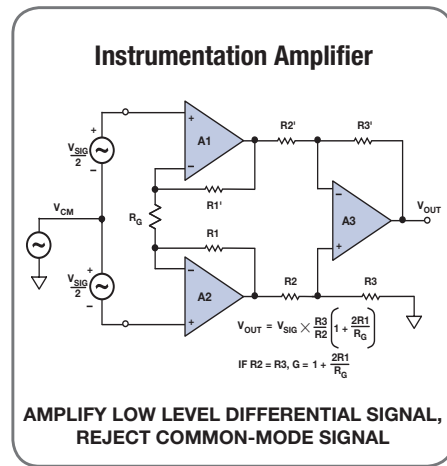 Instrumentation Amplifier
+
V_SIG
2
−
V_CM
+
V_SIG
2
−
+
A1
−
R_G
R1'
R1
−
A2
+
R2'
R3'
−
A3
+
V_OUT
R2
R3
V_OUT = V_SIG × R3/R2 (1 + 2R1/R_G)
IF R2 = R3, G = 1 + 2R1/R_G
AMPLIFY LOW LEVEL DIFFERENTIAL SIGNAL,
REJECT COMMON-MODE SIGNAL